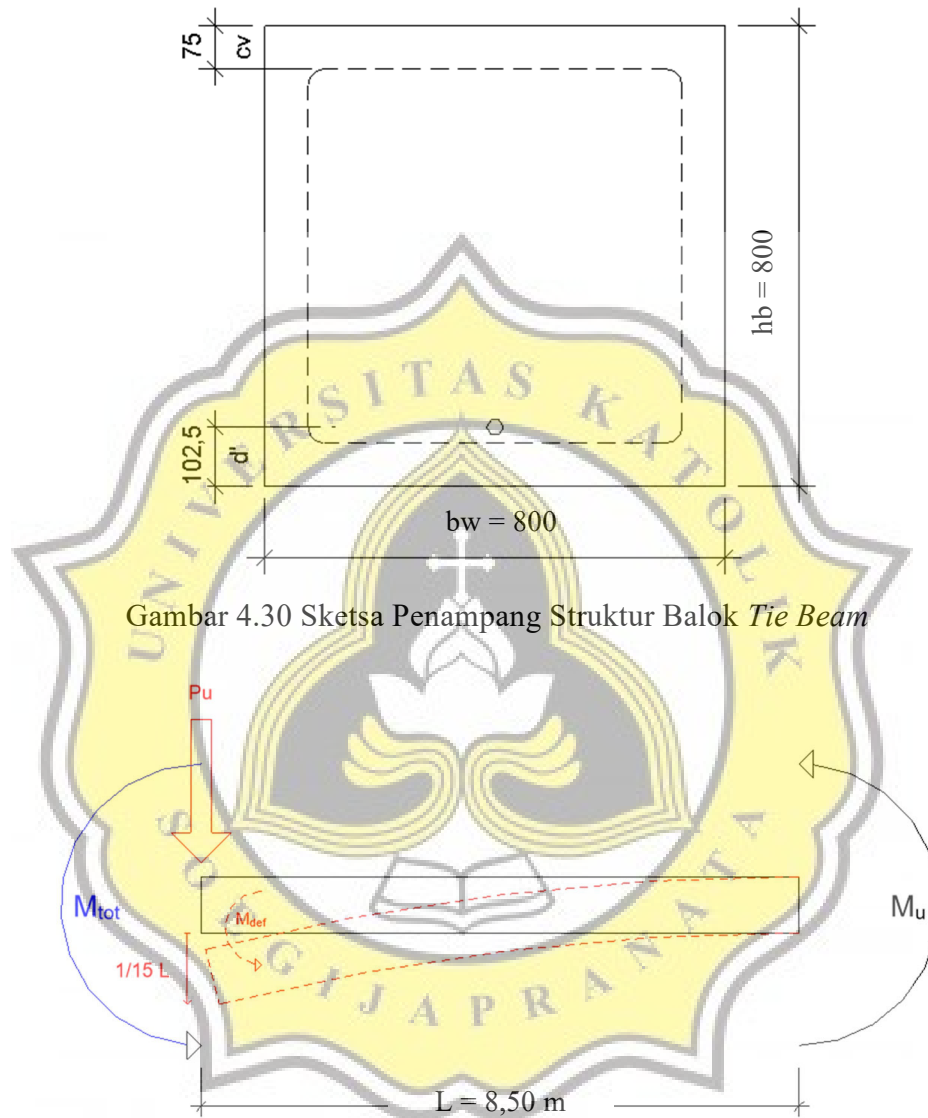 75
cv
hb = 800
102,5
d'
bw = 800
Gambar 4.30 Sketsa Penampang Struktur Balok Tie Beam
UNIVERSITAS KATOLIK
SOEGIJAPRANATA
Pu
Mtot
Mdef
Mu
1/15 L
L = 8,50 m